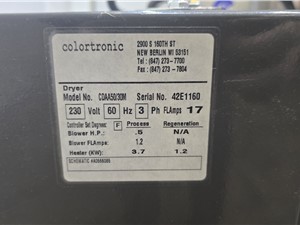 colortronic
2900 S 160TH ST
NEW BERLIN WI 53151
Ph: (847) 273-7700
Fax: (847) 273-7804
Dryer
Model No. CDAA50/30M Serial No. 42E1160
230 Volt 60 Hz 3 Ph FLAmps 17
Controller Set Degrees: F Process Regeneration
Blower H.P.: .5 N/A
Blower FLAmps: 1.2 N/A
Heater (KW): 3.7 1.2